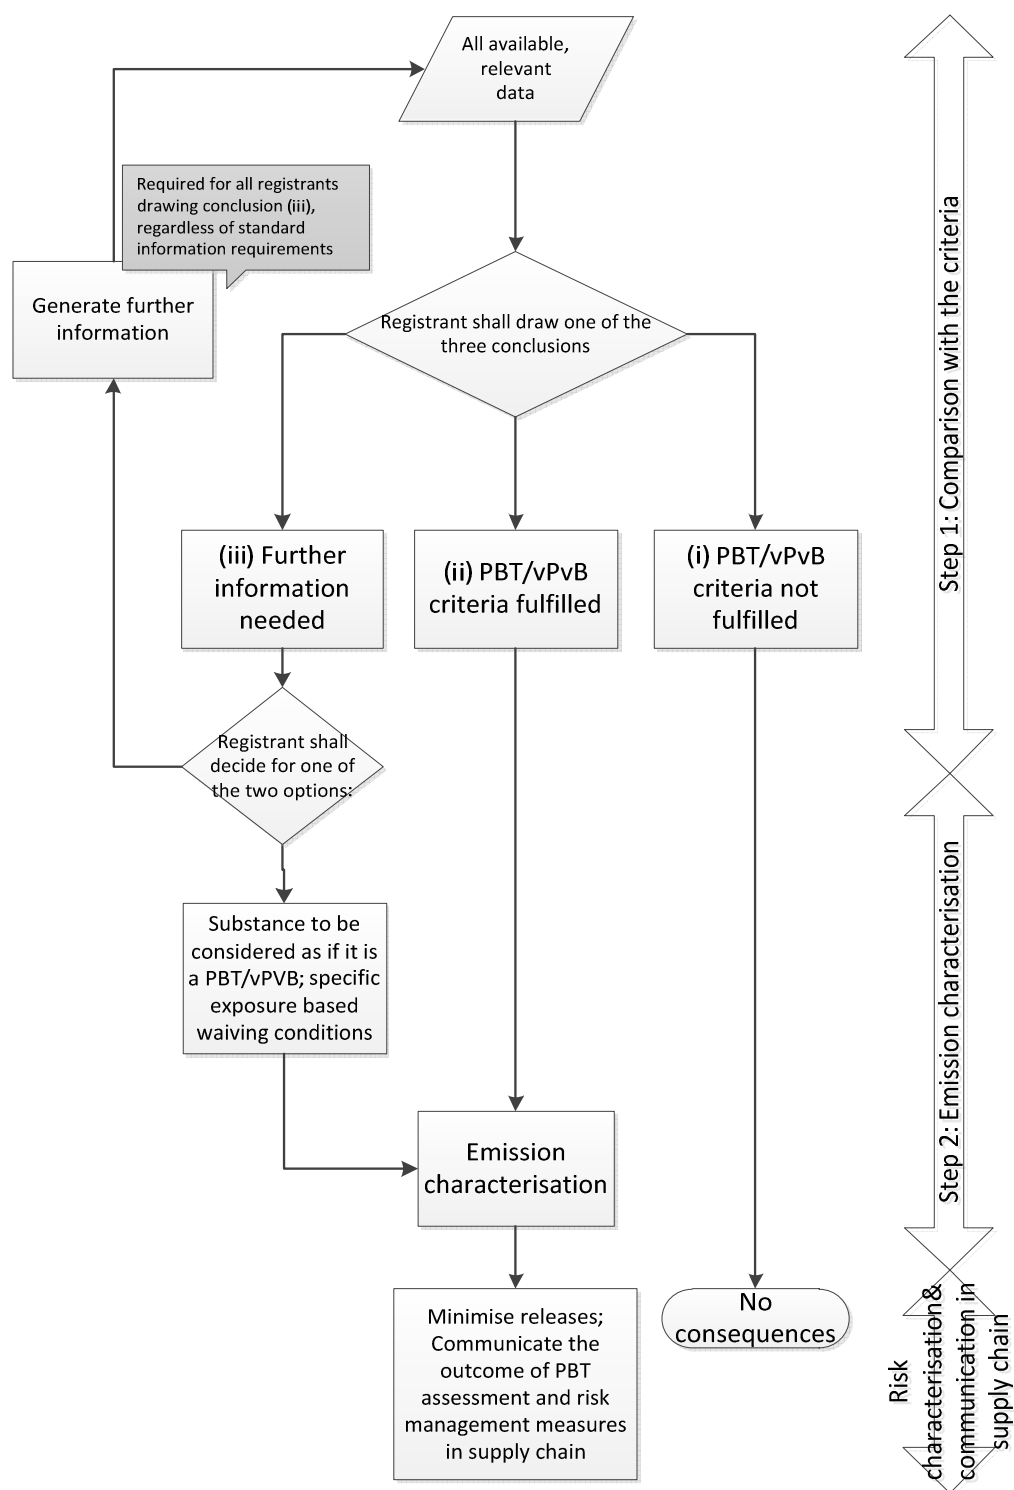 All available,
relevant
data
Required for all registrants
drawing conclusion (iii),
regardless of standard
information requirements
Generate further
information
Registrant shall draw one of the
three conclusions
(iii) Further
information
needed
(ii) PBT/vPvB
criteria fulfilled
(i) PBT/vPvB
criteria not
fulfilled
Registrant shall
decide for one of
the two options:
Substance to be
considered as if it is
a PBT/vPVB; specific
exposure based
waiving conditions
Emission
characterisation
Minimise releases;
Communicate the
outcome of PBT
assessment and risk
management measures
in supply chain
No
consequences
Step 1: Comparison with the criteria
Step 2: Emission characterisation
Risk
characterisation&
communication in
supply chain